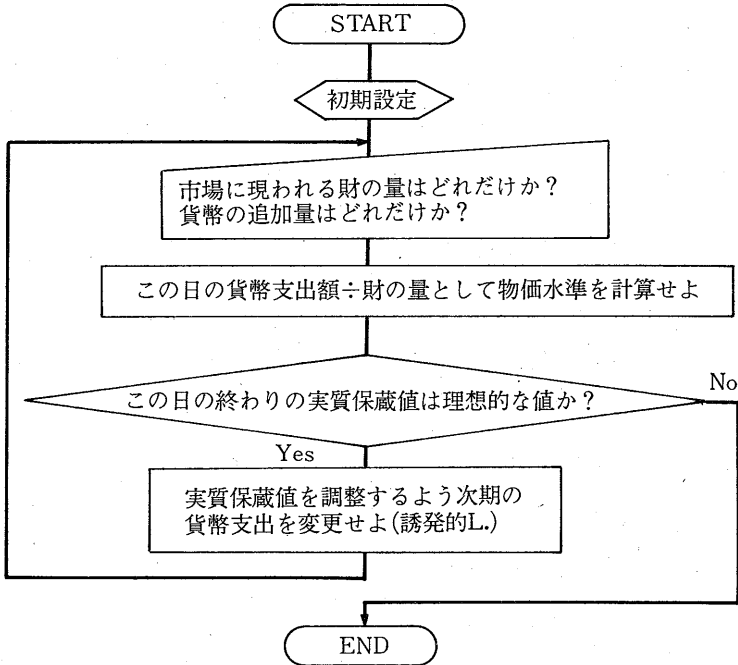 START
初期設定
市場に現われる財の量はどれだけか？
貨幣の追加量はどれだけか？
この日の貨幣支出額÷財の量として物価水準を計算せよ
この日の終わりの実質保蔵値は理想的な値か？
No
Yes
実質保蔵値を調整するよう次期の
貨幣支出を変更せよ(誘発的L.)
END